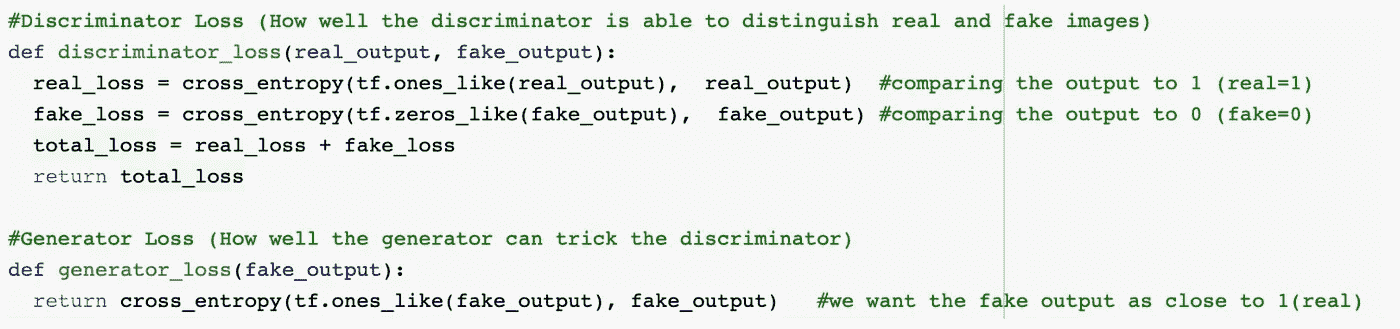 #Discriminator Loss (How well the discriminator is able to distinguish real and fake images)
def discriminator_loss(real_output, fake_output):
  real_loss = cross_entropy(tf.ones_like(real_output),  real_output)  #comparing the output to 1 (real=1)
  fake_loss = cross_entropy(tf.zeros_like(fake_output),  fake_output) #comparing the output to 0 (fake=0)
  total_loss = real_loss + fake_loss
  return total_loss

#Generator Loss (How well the generator can trick the discriminator)
def generator_loss(fake_output):
  return cross_entropy(tf.ones_like(fake_output), fake_output)   #we want the fake output as close to 1(real)